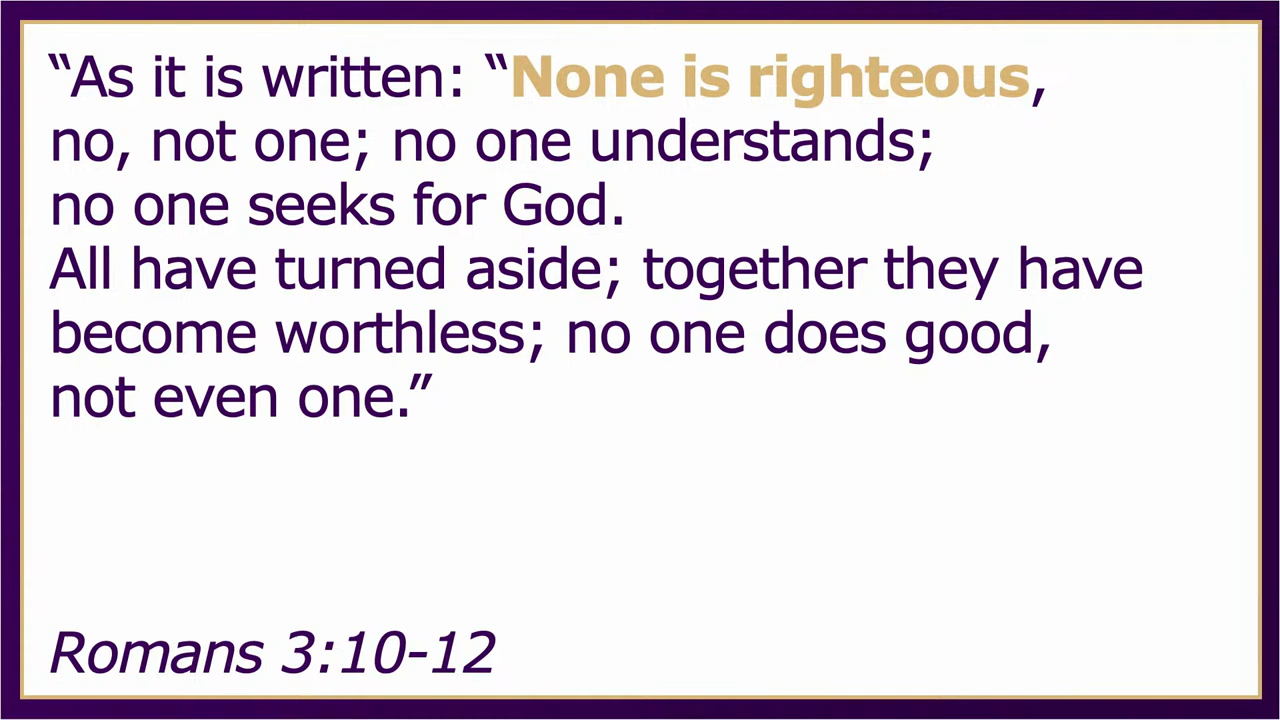 “As it is written: “None is righteous,
no, not one; no one understands;
no one seeks for God.
All have turned aside; together they have
become worthless; no one does good,
not even one.”
Romans 3:10-12